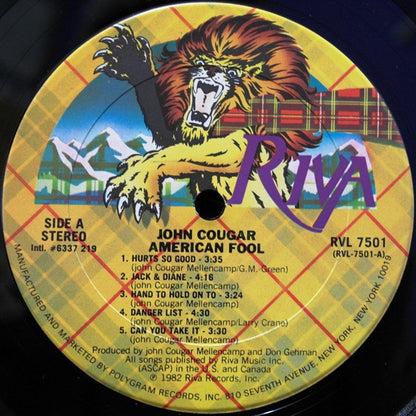 RIVA
SIDE A
STEREO
Intl. #6337 219
RVL 7501
(RVL-7501-A)
JOHN COUGAR
AMERICAN FOOL
1. HURTS SO GOOD - 3:35
(john Cougar Mellencamp/G.M. Green)
2. JACK & DIANE - 4:16
(john Cougar Mellencamp)
3. HAND TO HOLD ON TO - 3:24
(john Cougar Mellencamp)
4. DANGER LIST - 4:30
(john Cougar Mellencamp/Larry Crane)
5. CAN YOU TAKE IT - 3:30
(john Cougar Mellencamp)
Produced by john Cougar Mellencamp and Don Gehman
All songs published by Riva Music Inc.
(ASCAP) in the U.S. and Canada
℗ 1982 Riva Records, Inc.
MANUFACTURED AND MARKETED BY POLYGRAM RECORDS, INC. 810 SEVENTH AVENUE, NEW YORK, NEW YORK 10019